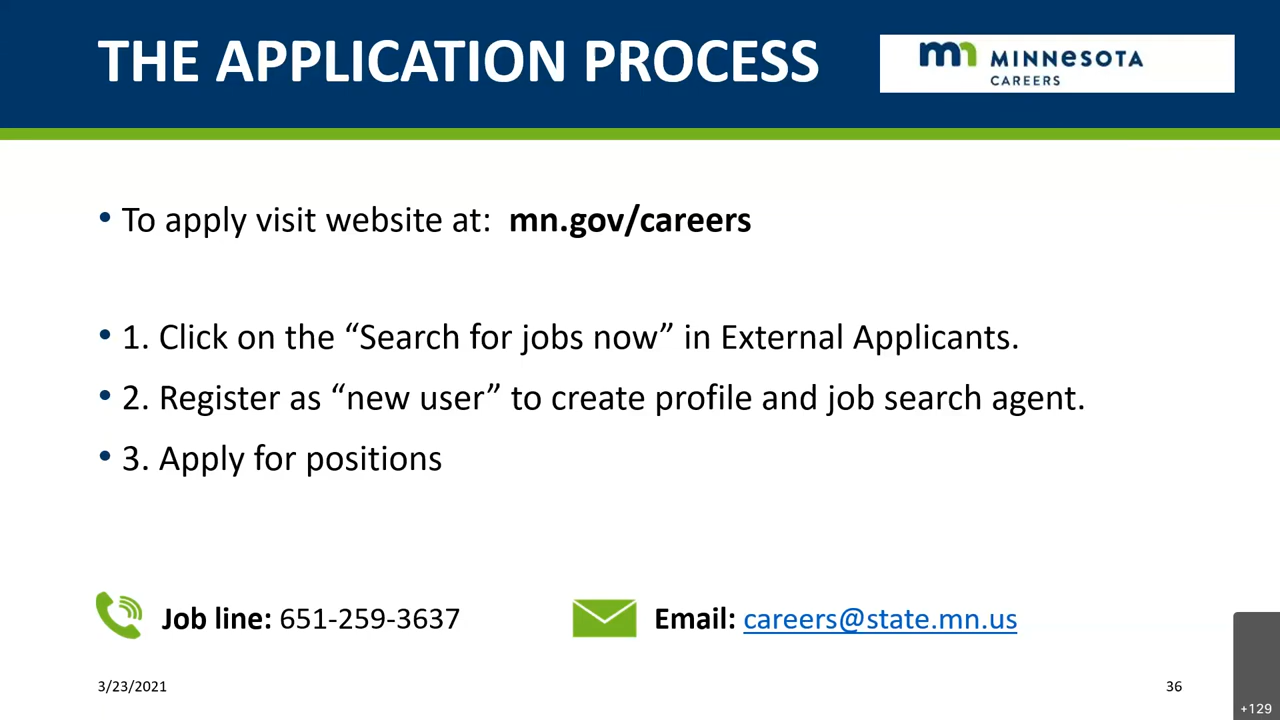 THE APPLICATION PROCESS
mn MINNESOTA
CAREERS
• To apply visit website at: mn.gov/careers
• 1. Click on the “Search for jobs now” in External Applicants.
• 2. Register as “new user” to create profile and job search agent.
• 3. Apply for positions
Job line: 651-259-3637
Email: careers@state.mn.us
3/23/2021
36
+129